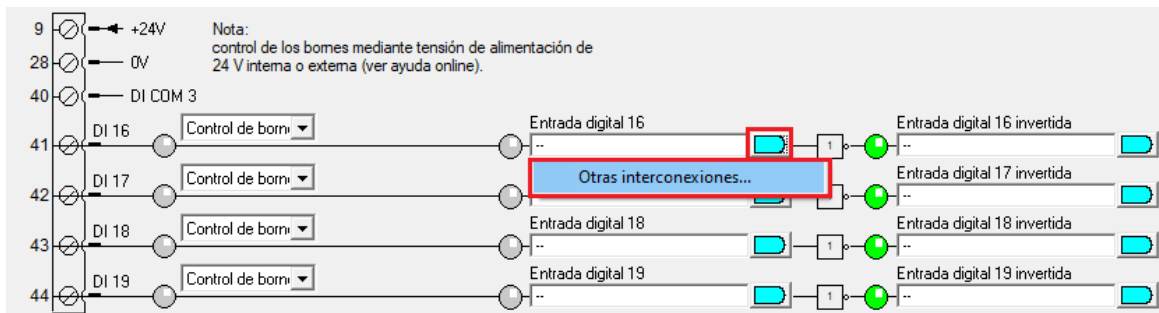 9 +24V
Nota:
control de los bornes mediante tensión de alimentación de
28 0V
24 V interna o externa (ver ayuda online).
40 DI COM 3
Entrada digital 16
Entrada digital 16 invertida
DI 16 Control de born
41 -- 1 --
Otras interconexiones...
Entrada digital 17 invertida
DI 17 Control de born
42 --
Entrada digital 18
Entrada digital 18 invertida
DI 18 Control de born
43 -- 1 --
Entrada digital 19
Entrada digital 19 invertida
DI 19 Control de born
44 -- 1 --